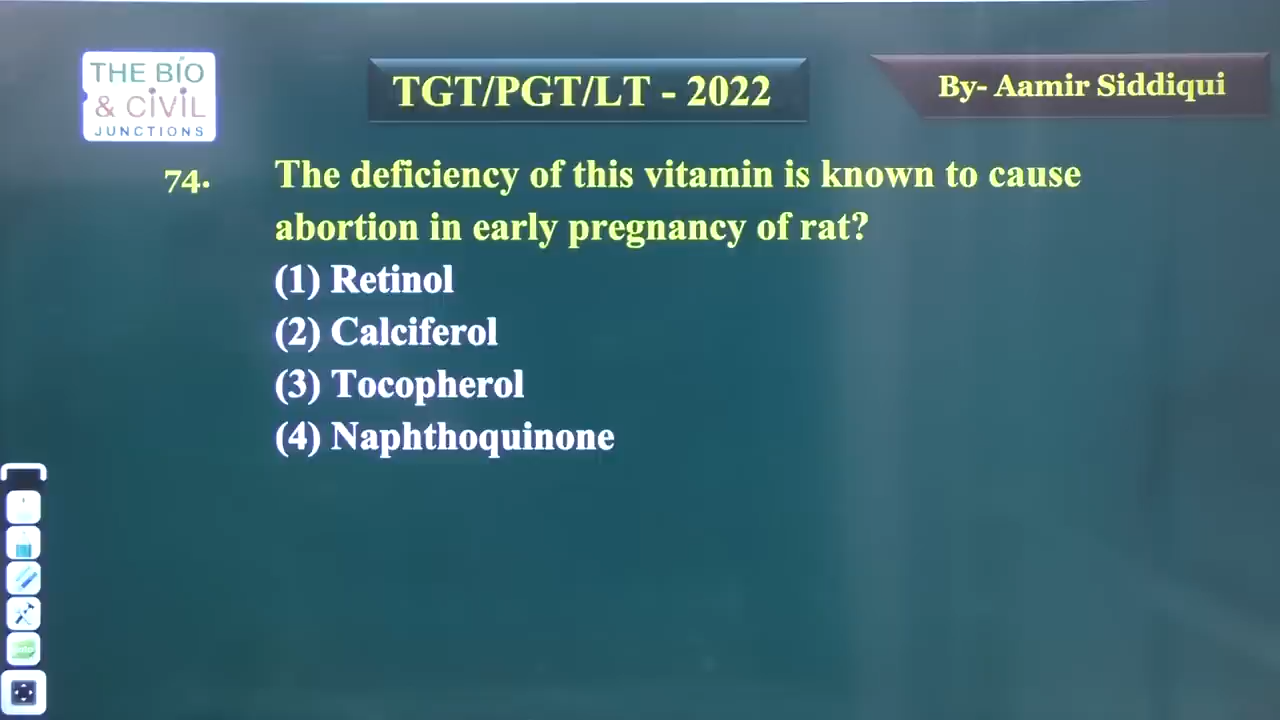 THE BIO
& CIVIL
JUNCTIONS
TGT/PGT/LT - 2022
By- Aamir Siddiqui
74. The deficiency of this vitamin is known to cause
abortion in early pregnancy of rat?
(1) Retinol
(2) Calciferol
(3) Tocopherol
(4) Naphthoquinone